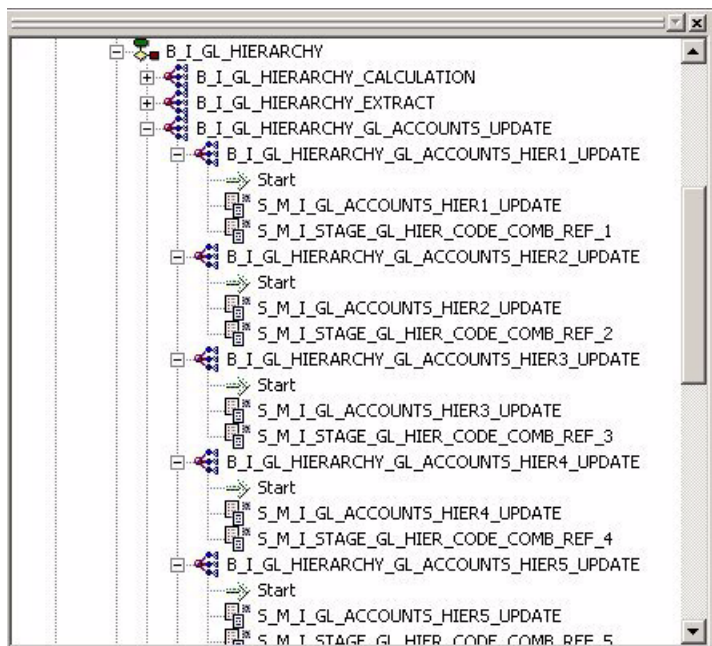 B_I_GL_HIERARCHY
B_I_GL_HIERARCHY_CALCULATION
B_I_GL_HIERARCHY_EXTRACT
B_I_GL_HIERARCHY_GL_ACCOUNTS_UPDATE
B_I_GL_HIERARCHY_GL_ACCOUNTS_HIER1_UPDATE
Start
S_M_I_GL_ACCOUNTS_HIER1_UPDATE
S_M_I_STAGE_GL_HIER_CODE_COMB_REF_1
B_I_GL_HIERARCHY_GL_ACCOUNTS_HIER2_UPDATE
Start
S_M_I_GL_ACCOUNTS_HIER2_UPDATE
S_M_I_STAGE_GL_HIER_CODE_COMB_REF_2
B_I_GL_HIERARCHY_GL_ACCOUNTS_HIER3_UPDATE
Start
S_M_I_GL_ACCOUNTS_HIER3_UPDATE
S_M_I_STAGE_GL_HIER_CODE_COMB_REF_3
B_I_GL_HIERARCHY_GL_ACCOUNTS_HIER4_UPDATE
Start
S_M_I_GL_ACCOUNTS_HIER4_UPDATE
S_M_I_STAGE_GL_HIER_CODE_COMB_REF_4
B_I_GL_HIERARCHY_GL_ACCOUNTS_HIER5_UPDATE
Start
S_M_I_GL_ACCOUNTS_HIER5_UPDATE
S_M_I_STAGE_GL_HIER_CODE_COMB_REF_5